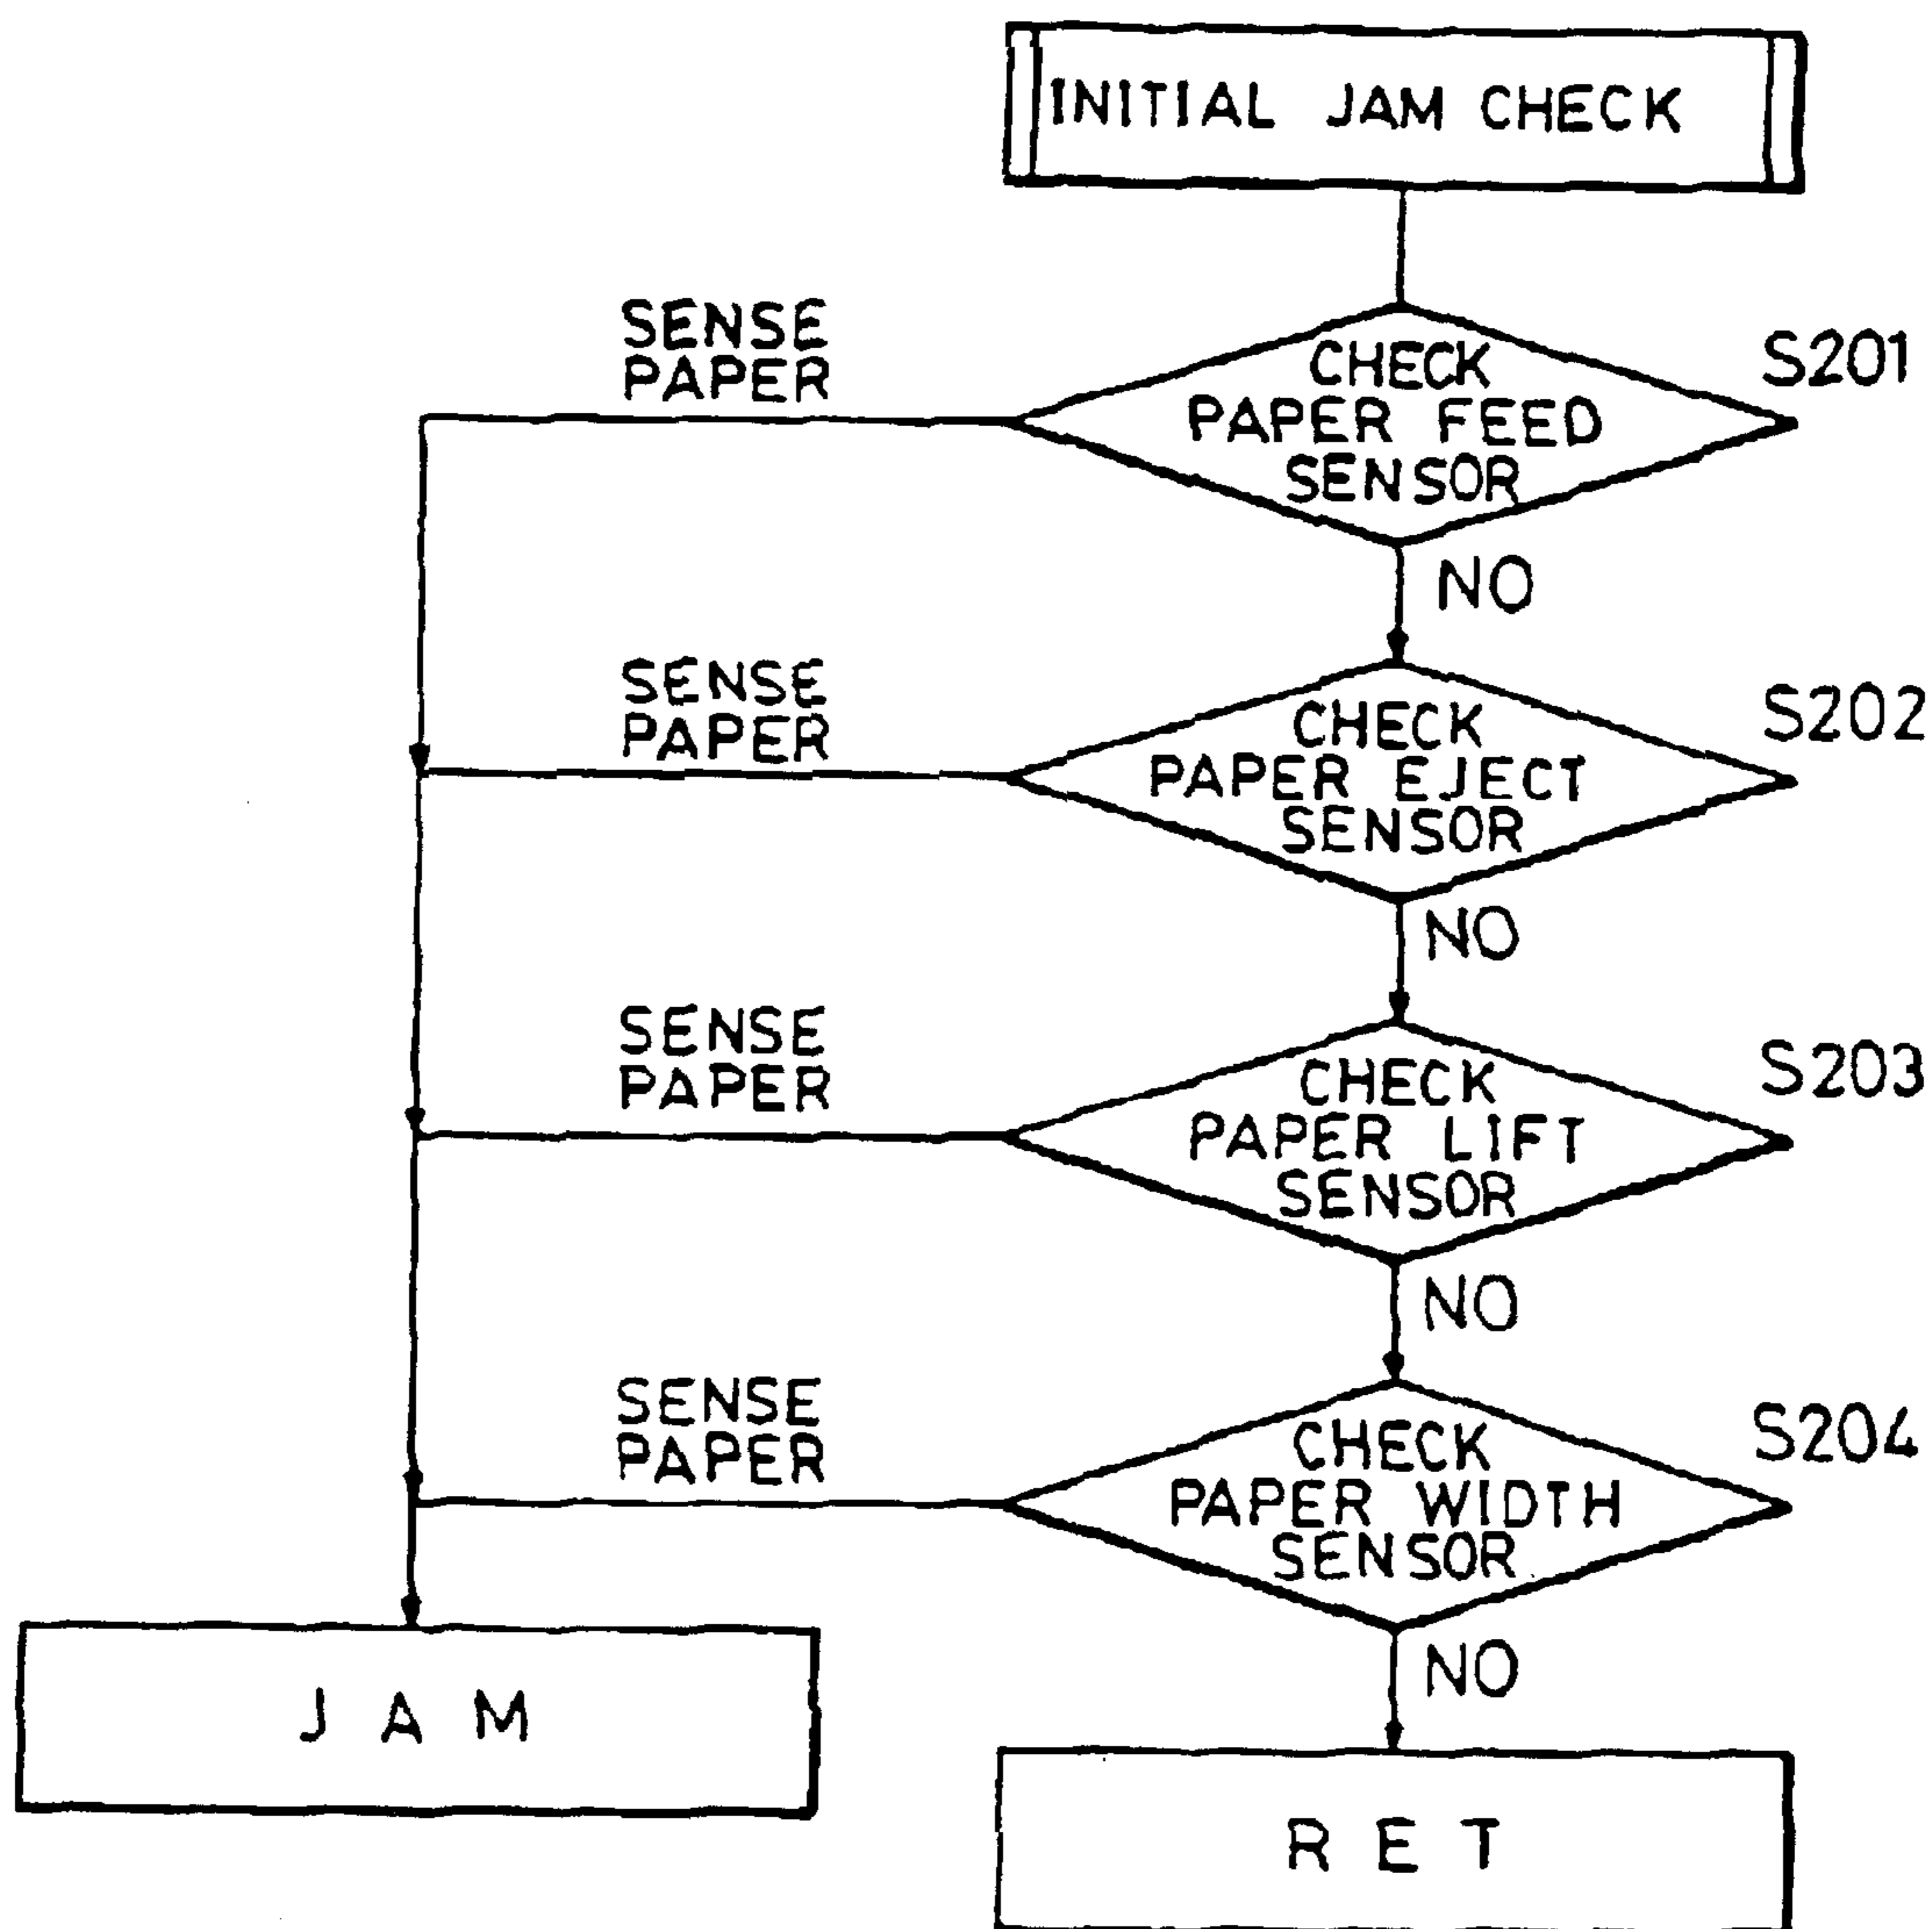 INITIAL JAM CHECK
SENSE
PAPER
CHECK
PAPER FEED
SENSOR
S201
NO
SENSE
PAPER
CHECK
PAPER EJECT
SENSOR
S202
NO
SENSE
PAPER
CHECK
PAPER LIFT
SENSOR
S203
NO
SENSE
PAPER
CHECK
PAPER WIDTH
SENSOR
S204
NO
JAM
RET